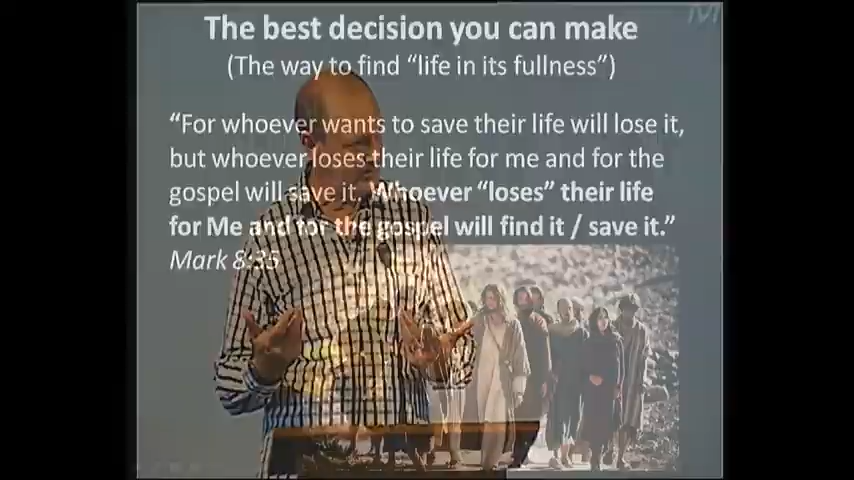 The best decision you can make
(The way to find “life in its fullness”)
“For whoever wants to save their life will lose it,
but whoever loses their life for me and for the
gospel will save it. Whoever “loses” their life
for Me and for the gospel will find it / save it.”
Mark 8:35
M